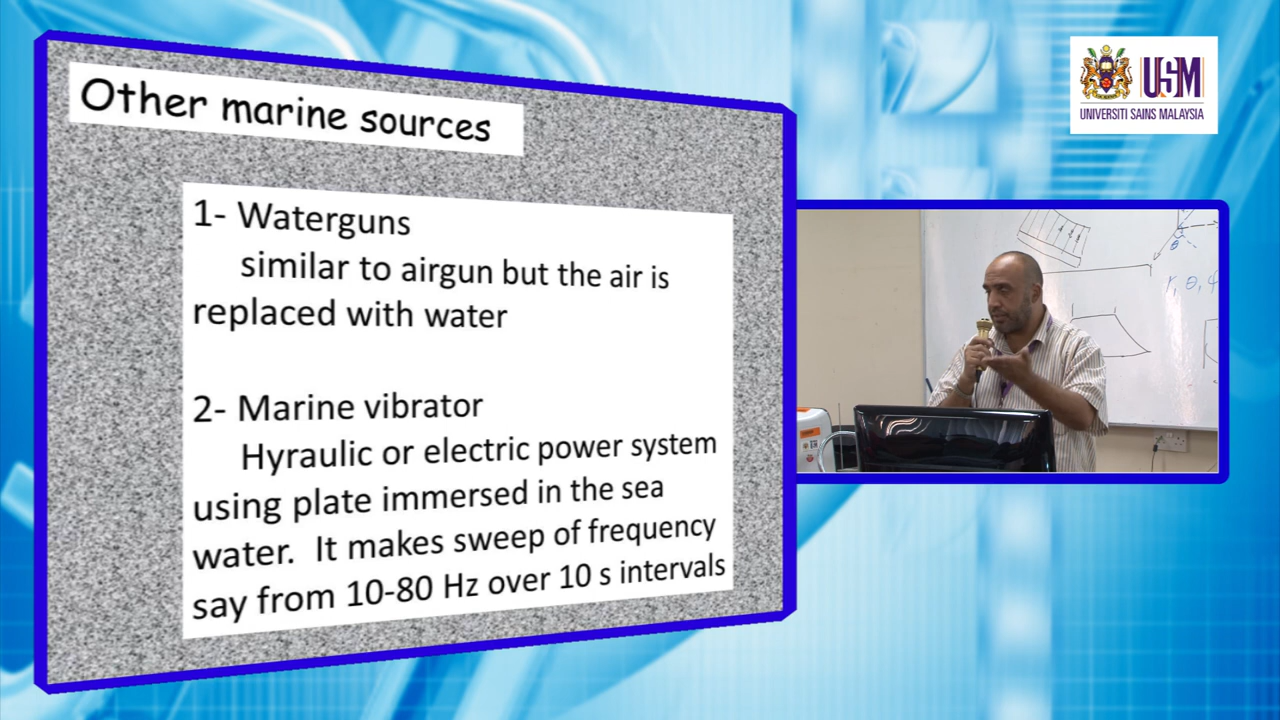 Other marine sources
1- Waterguns
similar to airgun but the air is
replaced with water
2- Marine vibrator
Hyraulic or electric power system
using plate immersed in the sea
water. It makes sweep of frequency
say from 10-80 Hz over 10 s intervals
USM
UNIVERSITI SAINS MALAYSIA
r, θ, φ
θ